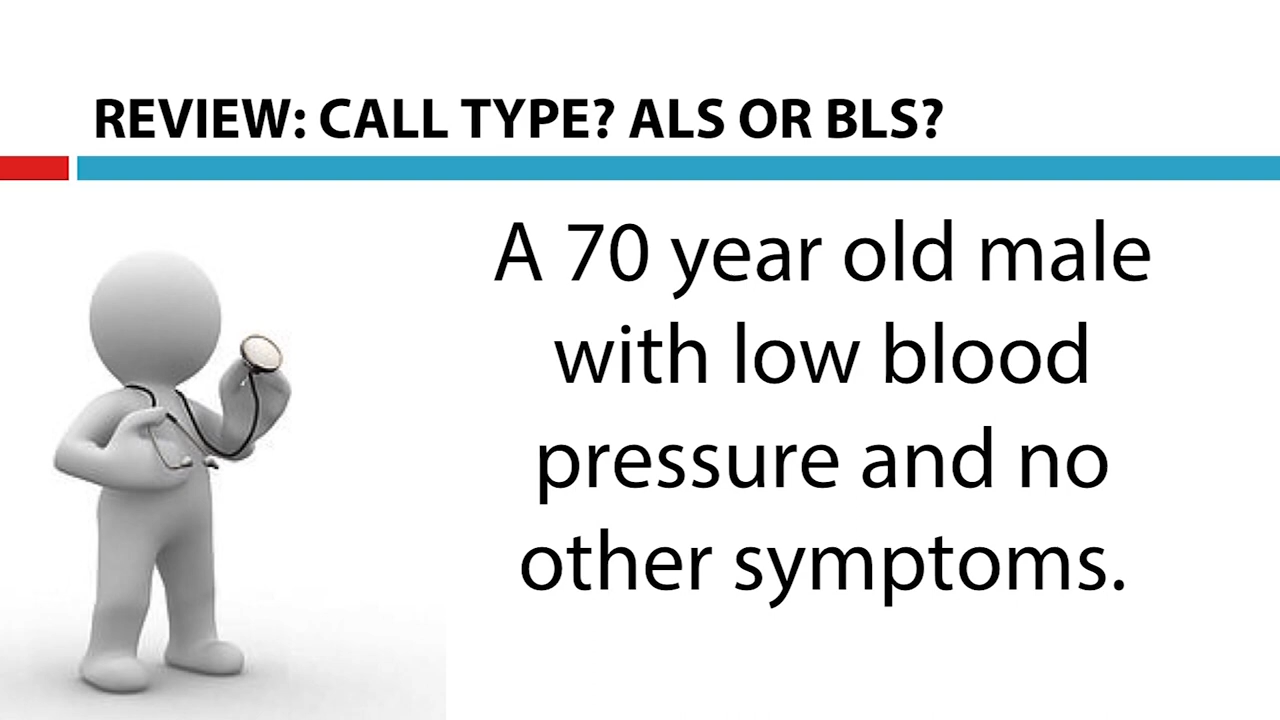 REVIEW: CALL TYPE? ALS OR BLS?
A 70 year old male
with low blood
pressure and no
other symptoms.